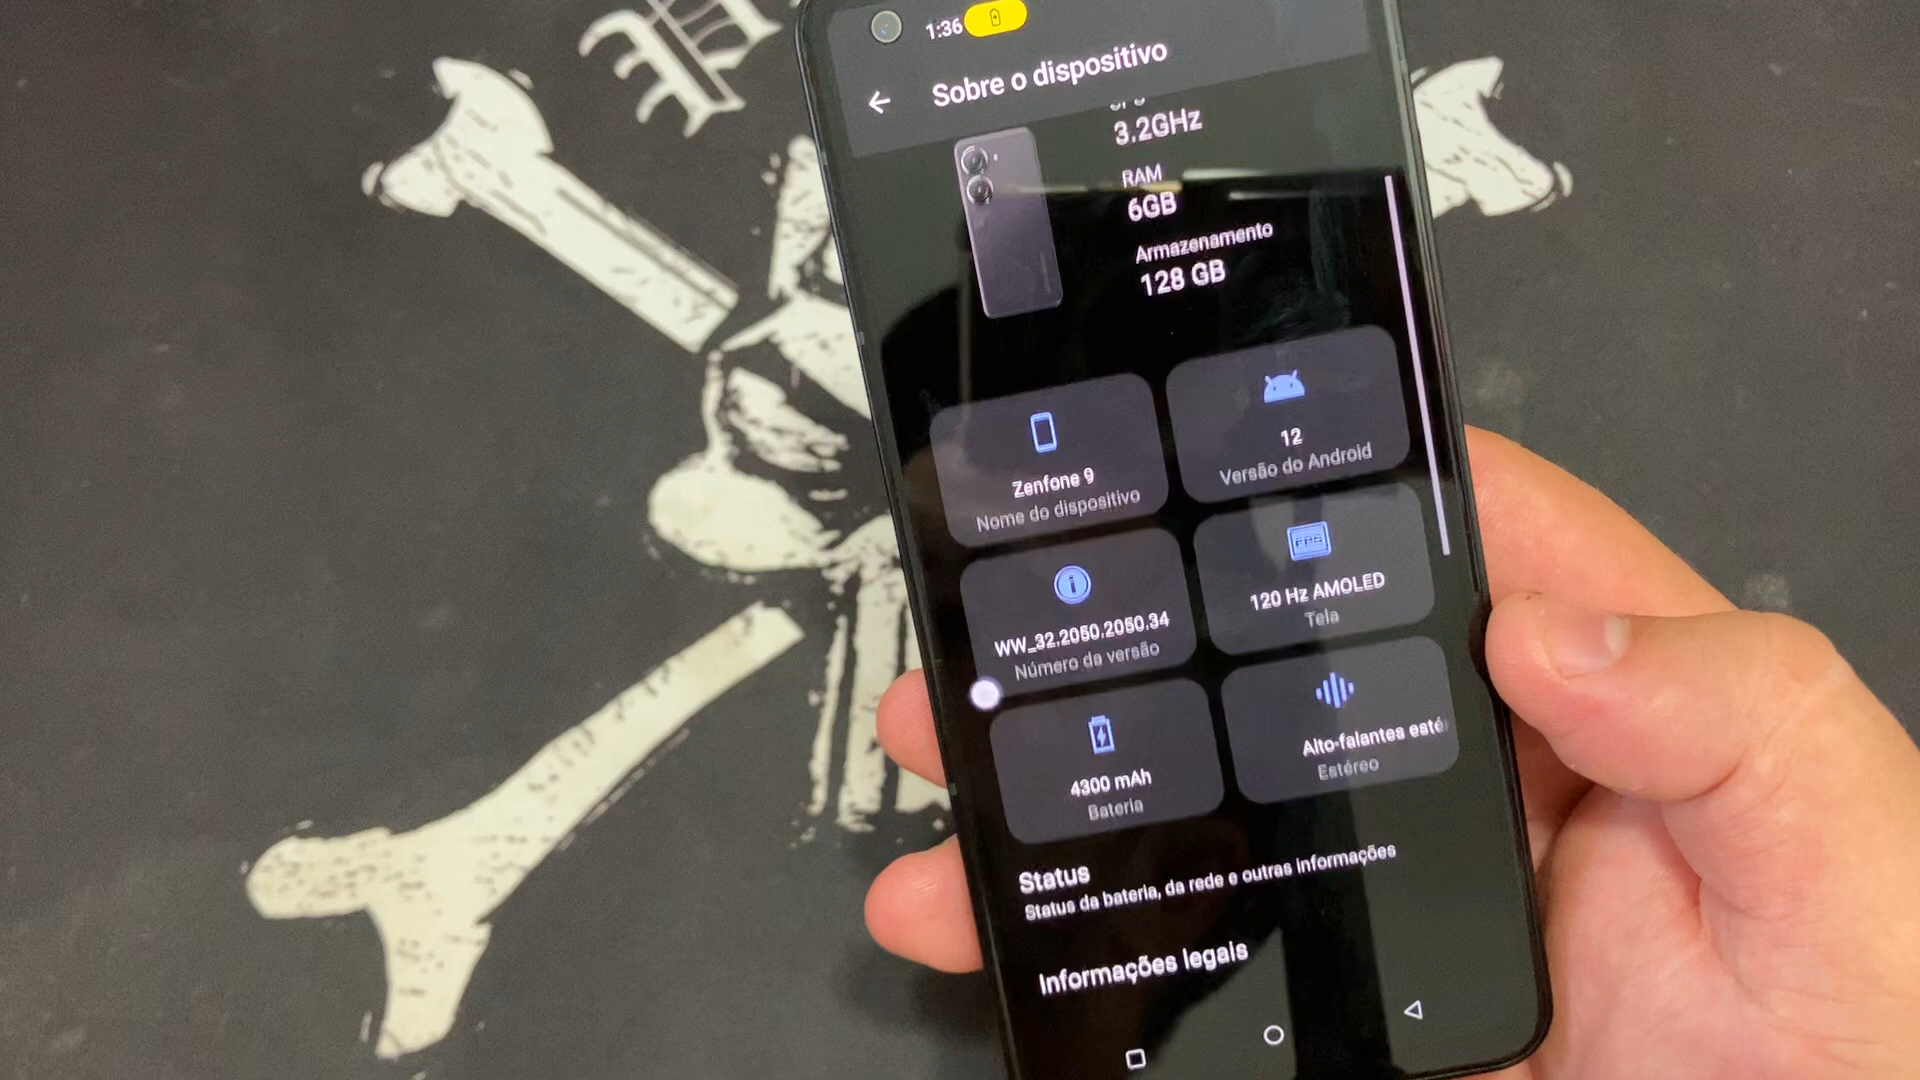 1:36
Sobre o dispositivo
3.2GHz
RAM
6GB
Armazenamento
128 GB
Zenfone 9
Nome do dispositivo
12
Versão do Android
WW_32.2050.2050.34
Número da versão
FPS
120 Hz AMOLED
Tela
4300 mAh
Bateria
Alto-falantes esté
Estéreo
Status
Status da bateria, da rede e outras informações
Informações legais